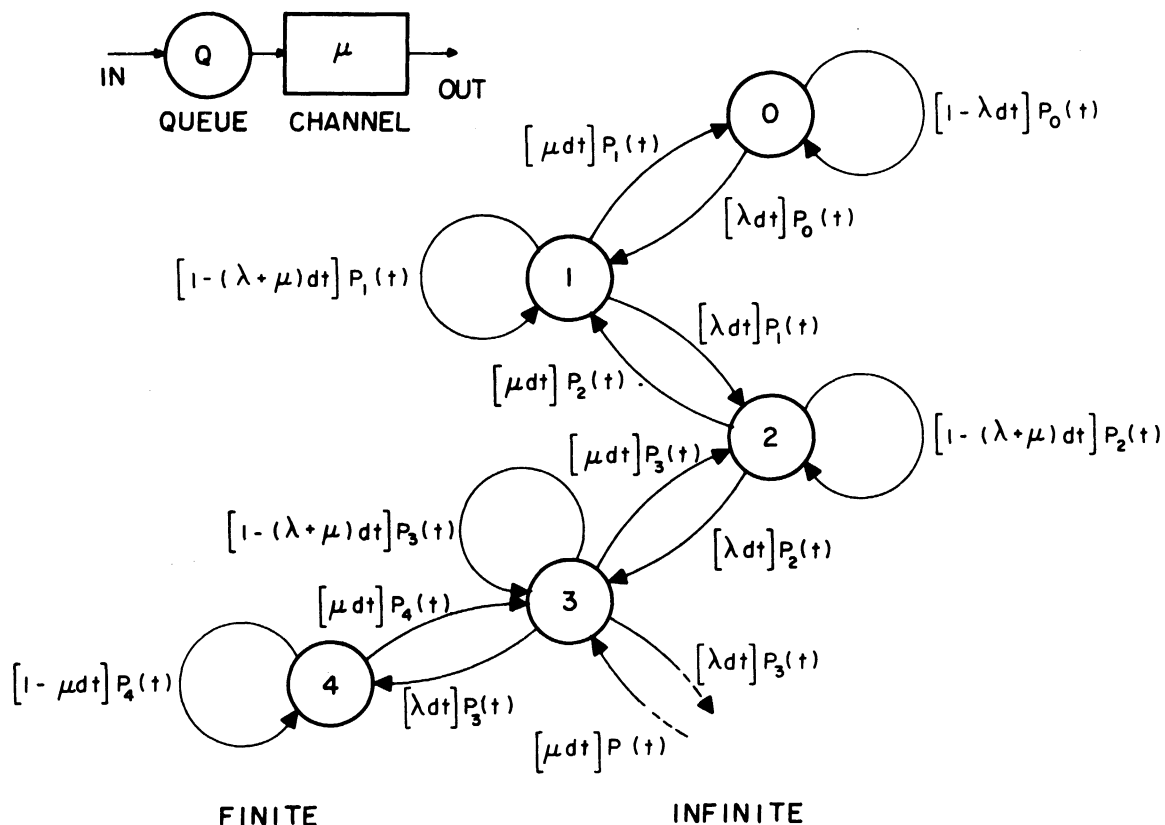 Q
μ
IN
OUT
QUEUE
CHANNEL
0
[1-λdt]P₀(t)
[μdt]P₁(t)
[λdt]P₀(t)
1
[1-(λ+μ)dt]P₁(t)
[λdt]P₁(t)
[μdt]P₂(t)
2
[1-(λ+μ)dt]P₂(t)
[μdt]P₃(t)
[1-(λ+μ)dt]P₃(t)
[λdt]P₂(t)
3
[μdt]P₄(t)
[λdt]P₃(t)
4
[1-μdt]P₄(t)
[λdt]P₃(t)
[μdt]P (t)
FINITE
INFINITE